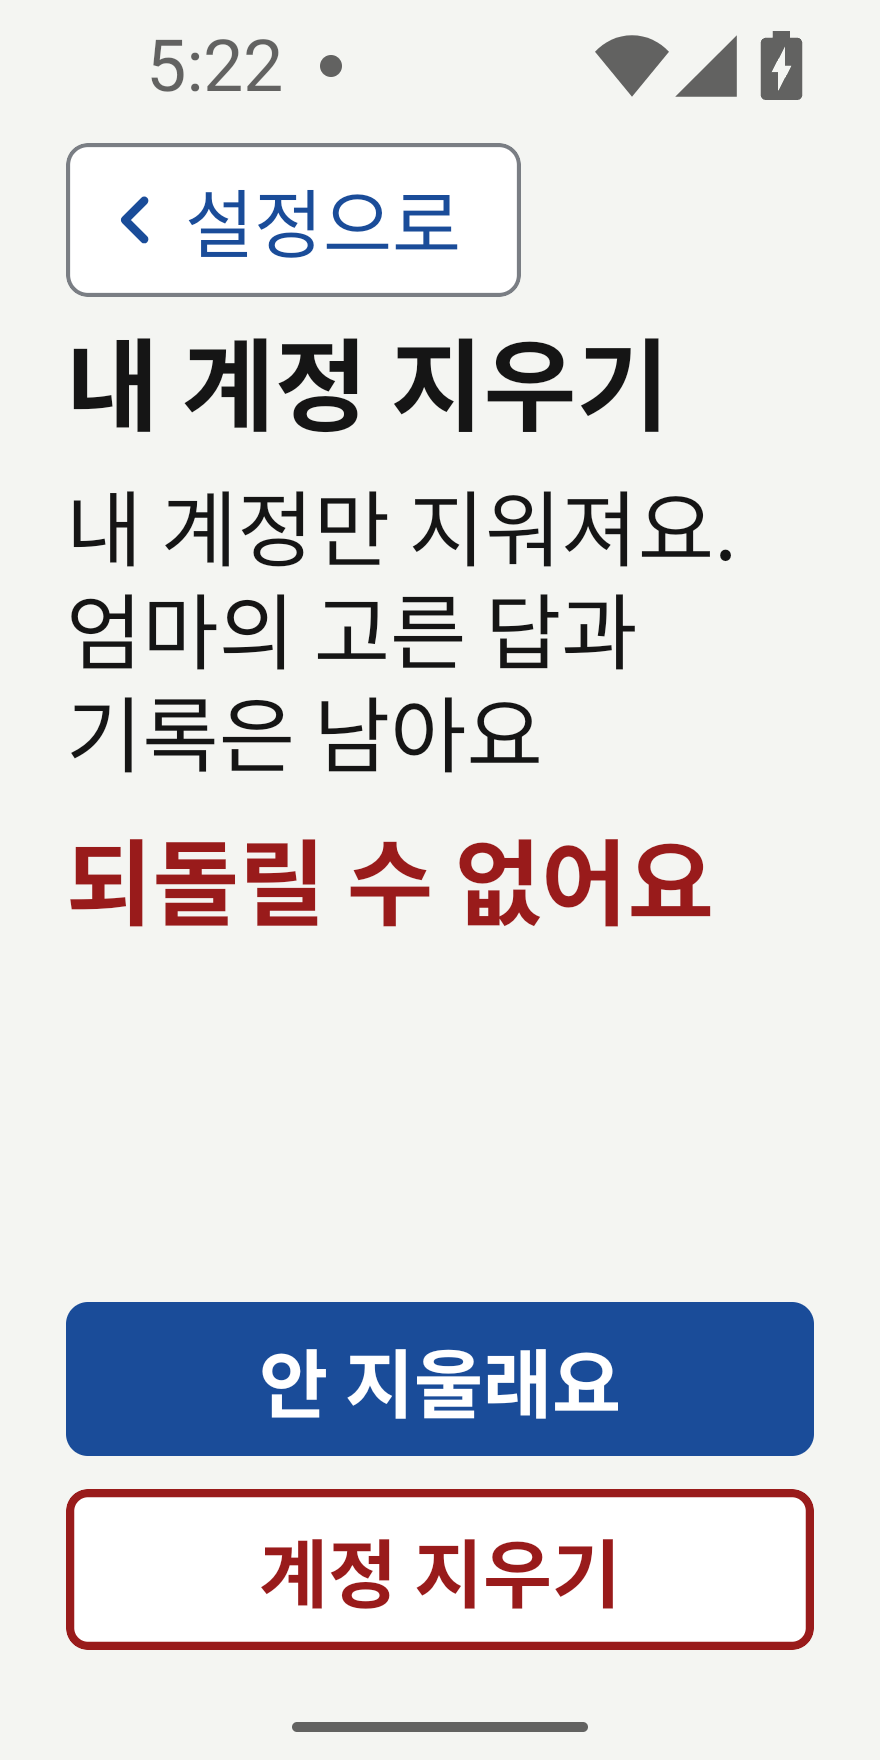 5:22
설정으로
내 계정 지우기
내 계정만 지워져요.
엄마의 고른 답과
기록은 남아요
되돌릴 수 없어요
안 지울래요
계정 지우기